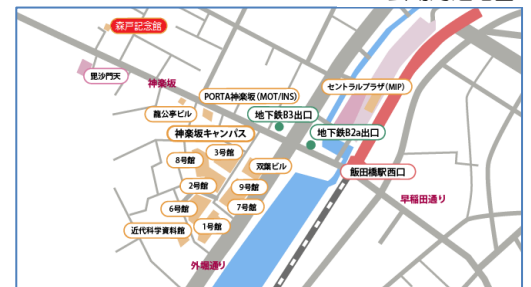 森戸記念館
毘沙門天
神楽坂
PORTA神楽坂(MOT/INS)
セントラルプラザ(MIP)
龍公亭ビル
地下鉄B3出口
神楽坂キャンパス
地下鉄B2a出口
3号館
8号館
双葉ビル
飯田橋駅西口
2号館
9号館
早稲田通り
6号館
7号館
1号館
近代科学資料館
外堀通り